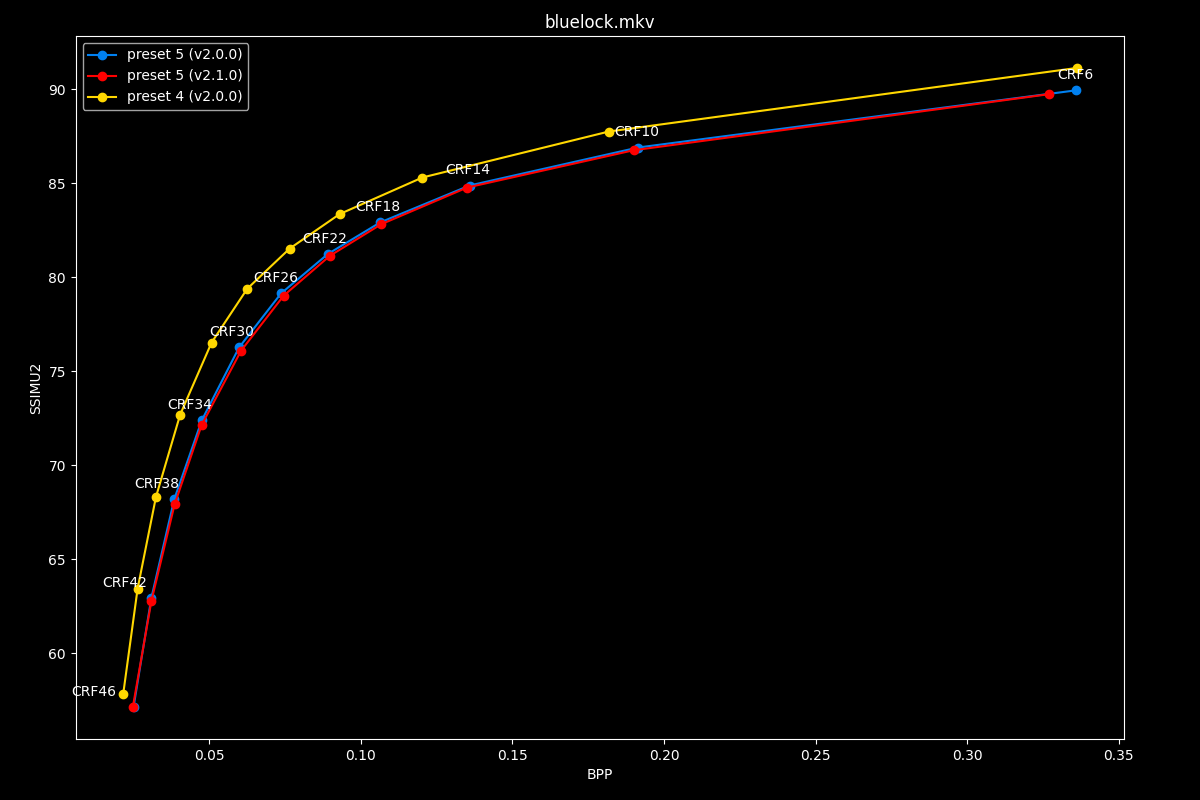 bluelock.mkv
preset 5 (v2.0.0)
preset 5 (v2.1.0)
preset 4 (v2.0.0)
CRF6
CRF10
CRF14
CRF18
CRF22
CRF26
CRF30
CRF34
CRF38
CRF42
CRF46
90
85
80
75
70
65
60
SSIMU2
0.05
0.10
0.15
0.20
0.25
0.30
0.35
BPP